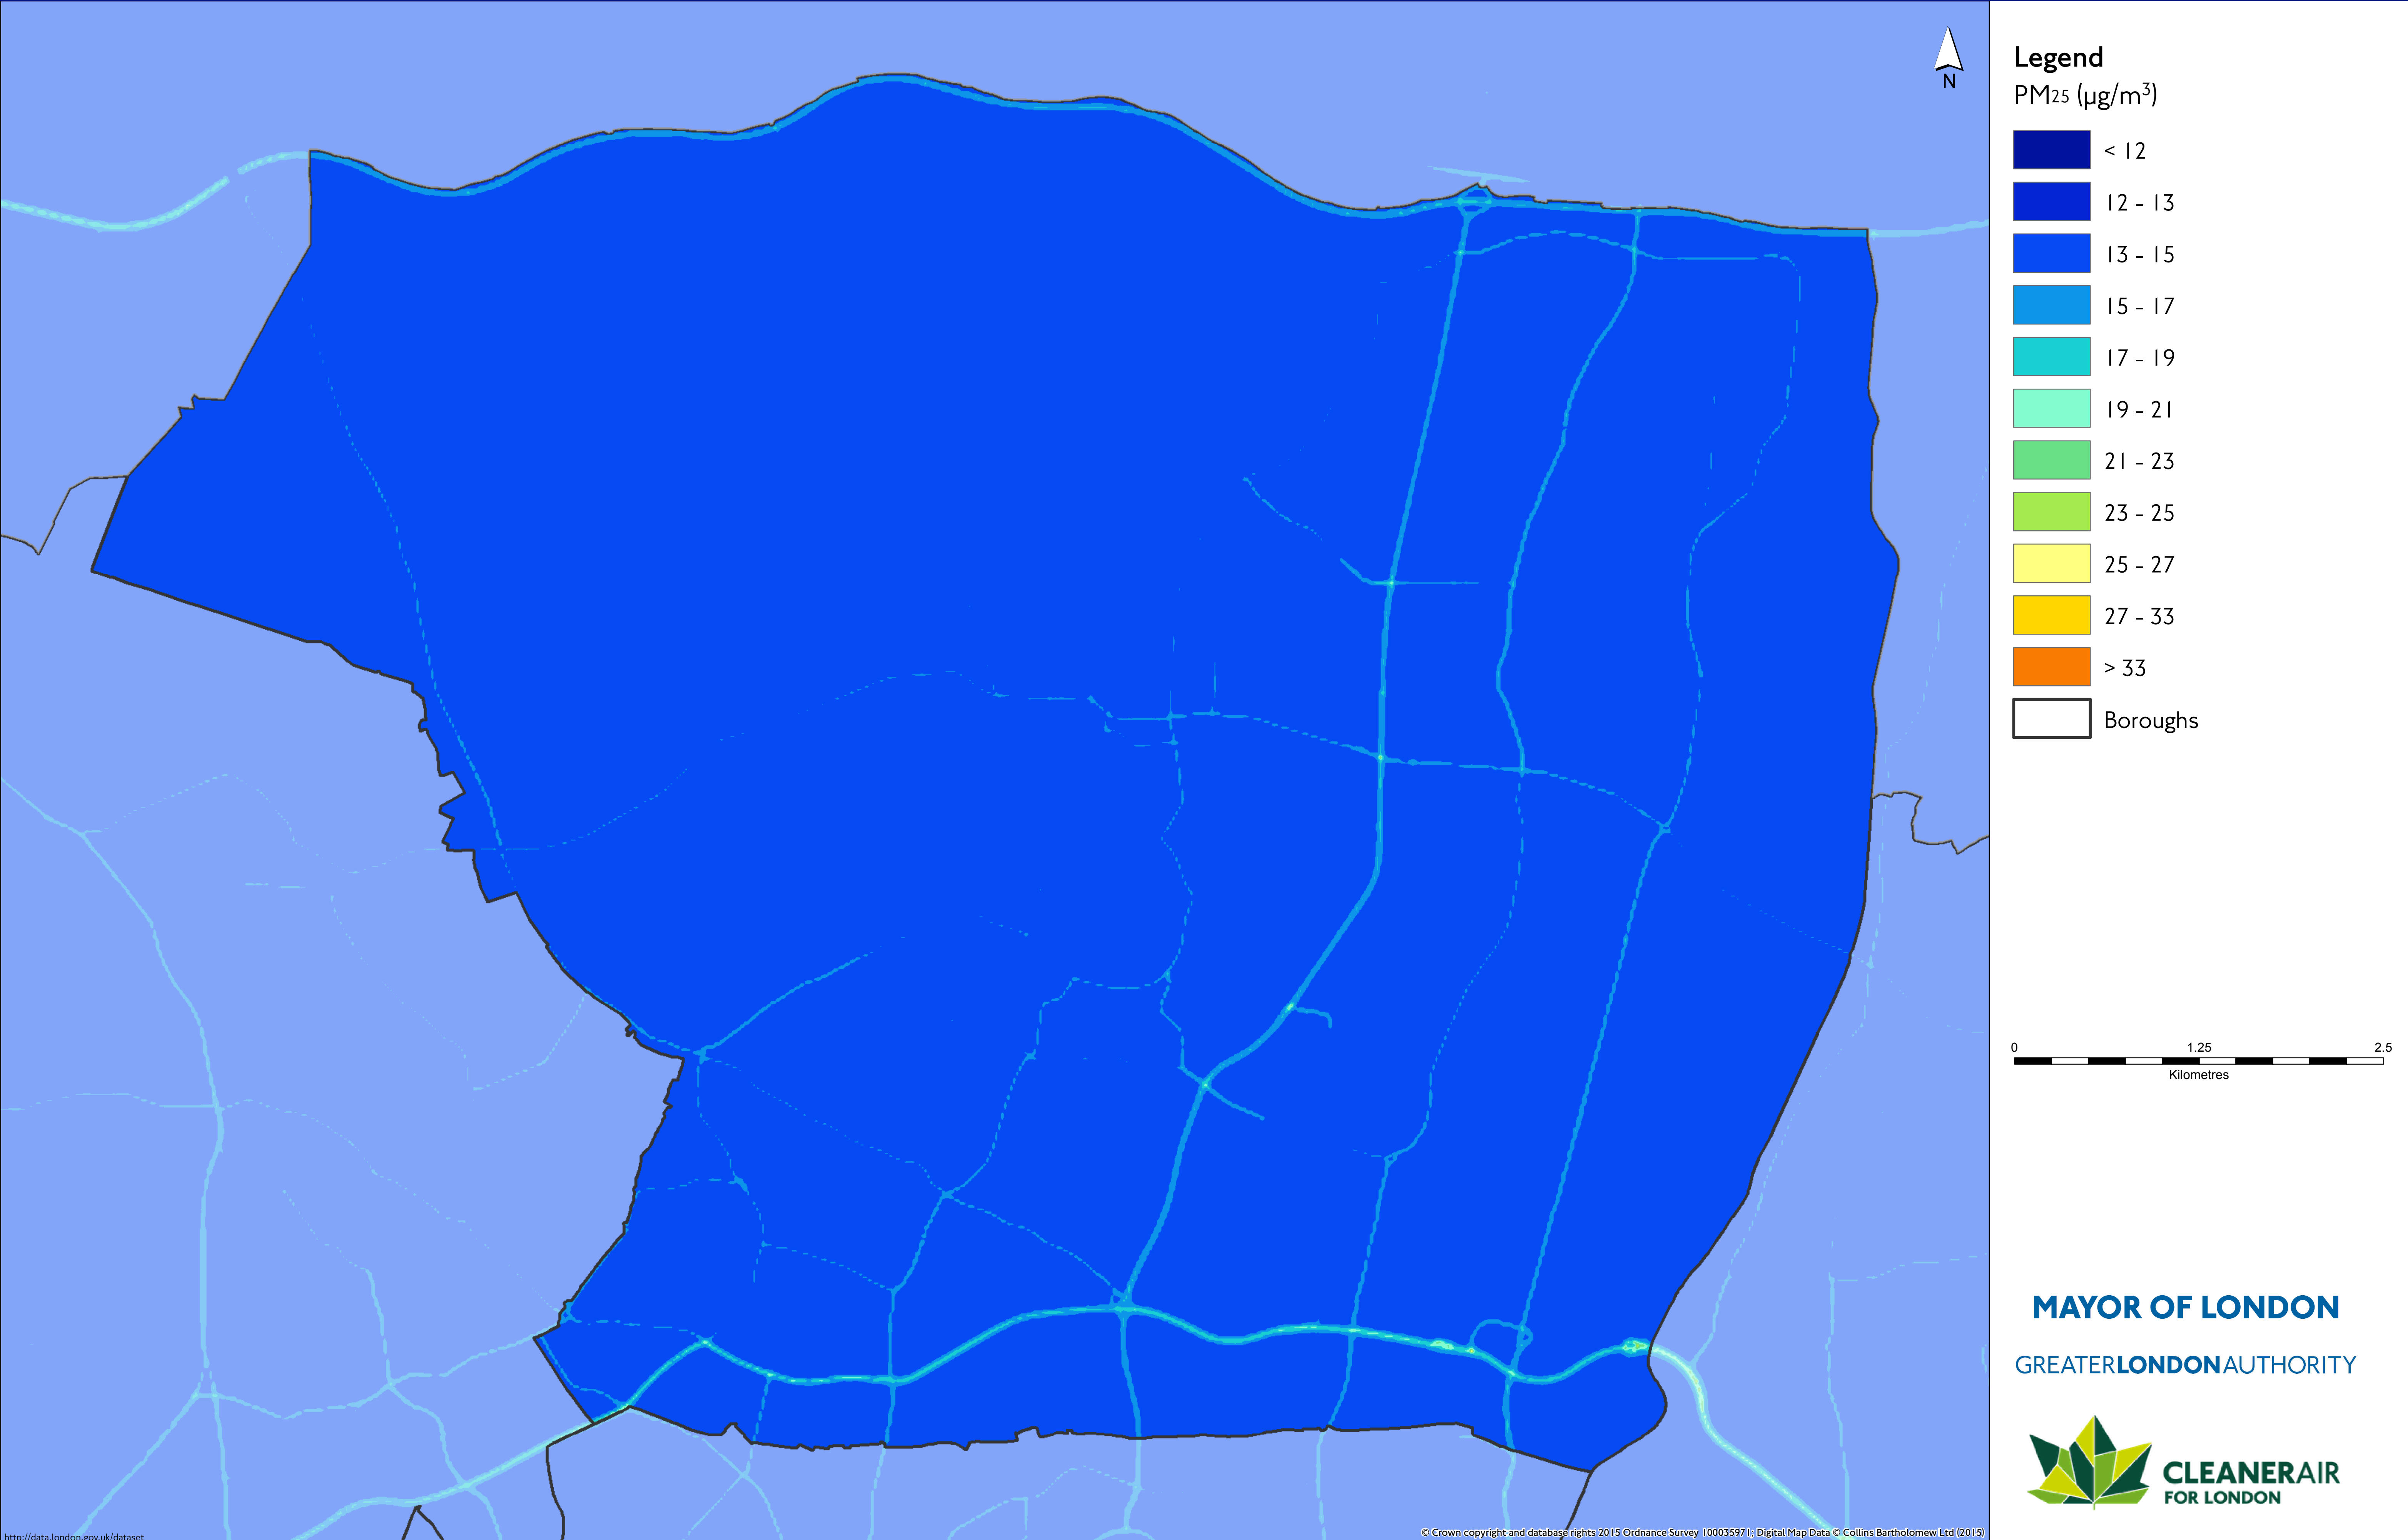 N
Legend
PM25 (µg/m3)
< 12
12 - 13
13 - 15
15 - 17
17 - 19
19 - 21
21 - 23
23 - 25
25 - 27
27 - 33
> 33
Boroughs
0 1.25 2.5
Kilometres
MAYOR OF LONDON
GREATERLONDONAUTHORITY
CLEANERAIR
FOR LONDON
http://data.london.gov.uk/dataset
© Crown copyright and database rights 2015 Ordnance Survey 100035971; Digital Map Data © Collins Bartholomew Ltd (2015)